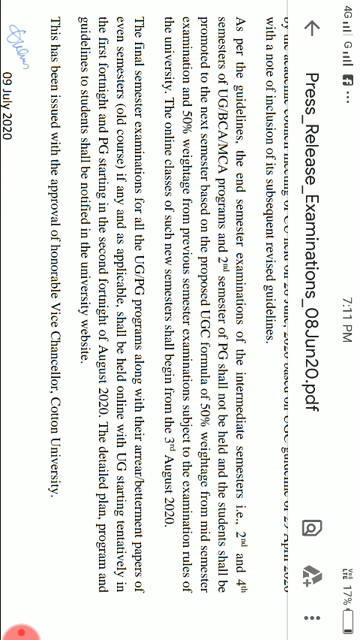 4G G
7:11 PM
VoI) LTE 17%
Press_Release_Examinations_08Jun20.pdf
with a note of inclusion of its subsequent revised guidelines.
As per the guidelines, the end semester examinations of the intermediate semesters i.e., 2nd and 4th
semesters of UG/BCA/MCA programs and 2nd semester of PG shall not be held and the students shall be
promoted to the next semester based on the proposed UGC formula of 50% weightage from mid semester
examination and 50% weightage from previous semester examinations subject to the examination rules of
the university. The online classes of such new semesters shall begin from the 3rd August 2020.
The final semester examinations for all the UG/PG programs along with their arrear/betterment papers of
even semesters (old course) if any and as applicable, shall be held online with UG starting tentatively in
the first fortnight and PG starting in the second fortnight of August 2020. The detailed plan, program and
guidelines to students shall be notified in the university website.
This has been issued with the approval of honorable Vice Chancellor, Cotton University.
09 July 2020